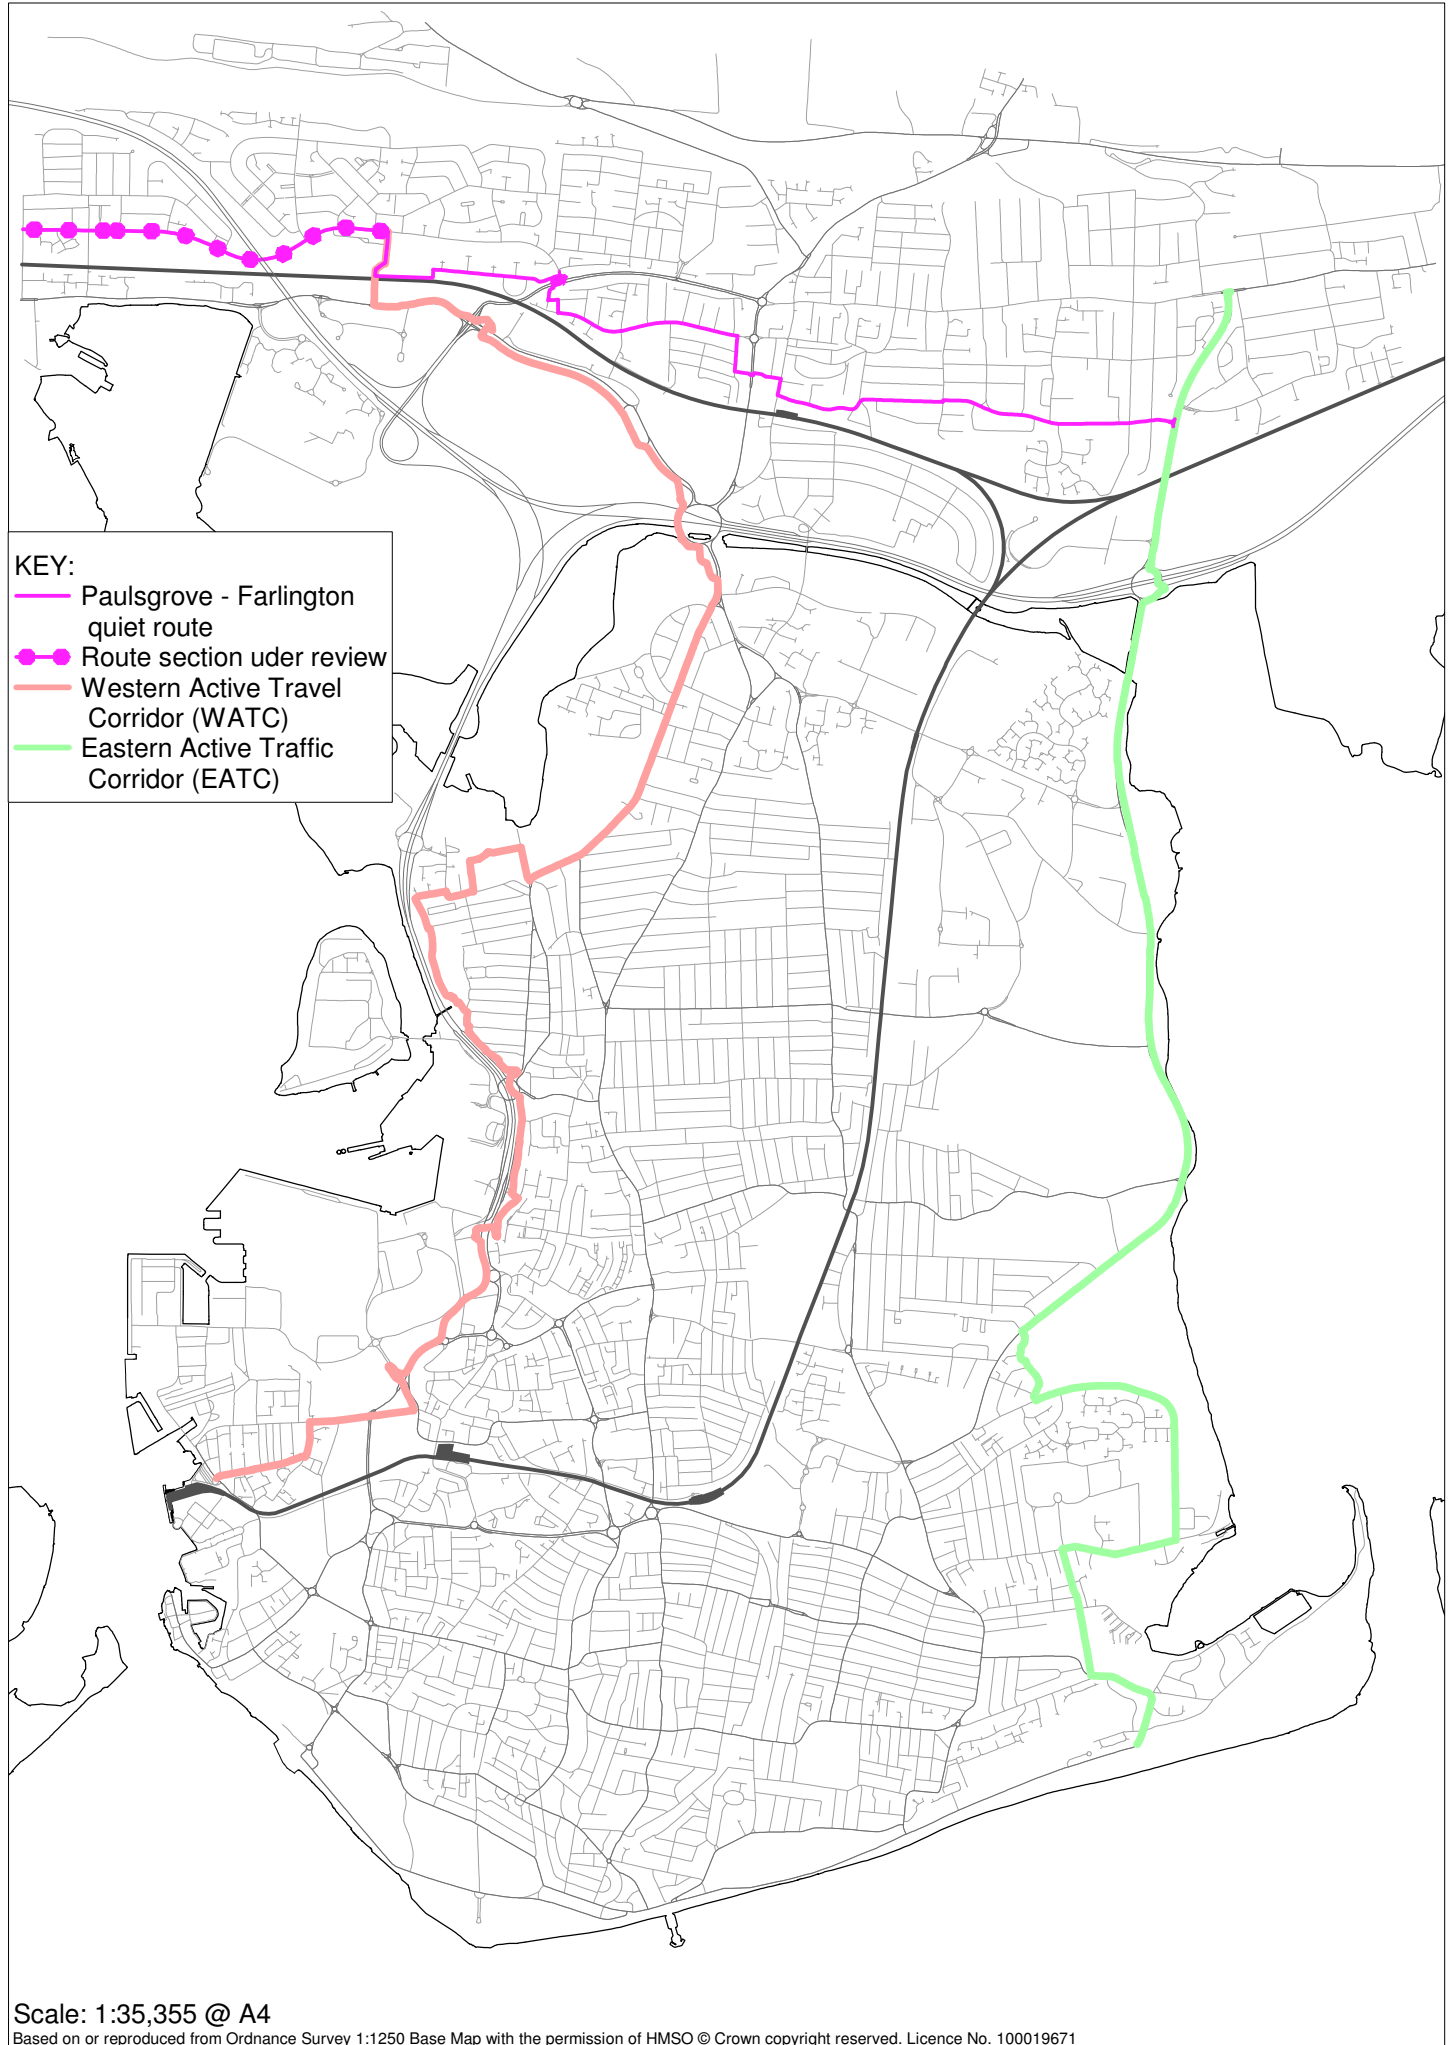 KEY:
Paulsgrove - Farlington
quiet route
Route section uder review
Western Active Travel
Corridor (WATC)
Eastern Active Traffic
Corridor (EATC)
Scale: 1:35,355 @ A4
Based on or reproduced from Ordnance Survey 1:1250 Base Map with the permission of HMSO © Crown copyright reserved. Licence No. 100019671